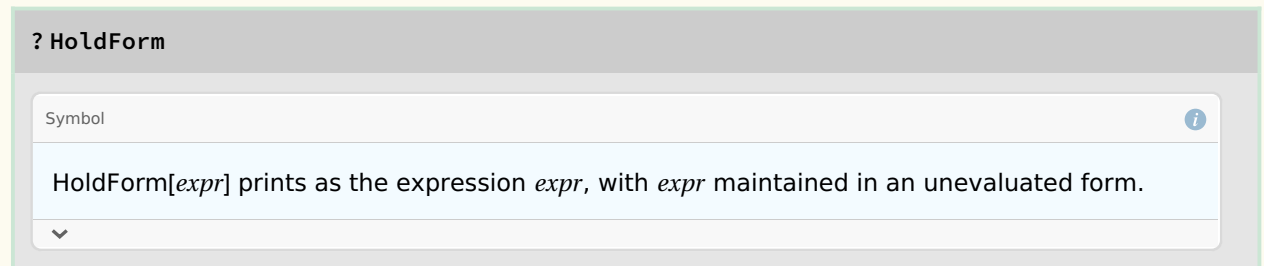 ? HoldForm
Symbol
i
HoldForm[expr] prints as the expression expr, with expr maintained in an unevaluated form.